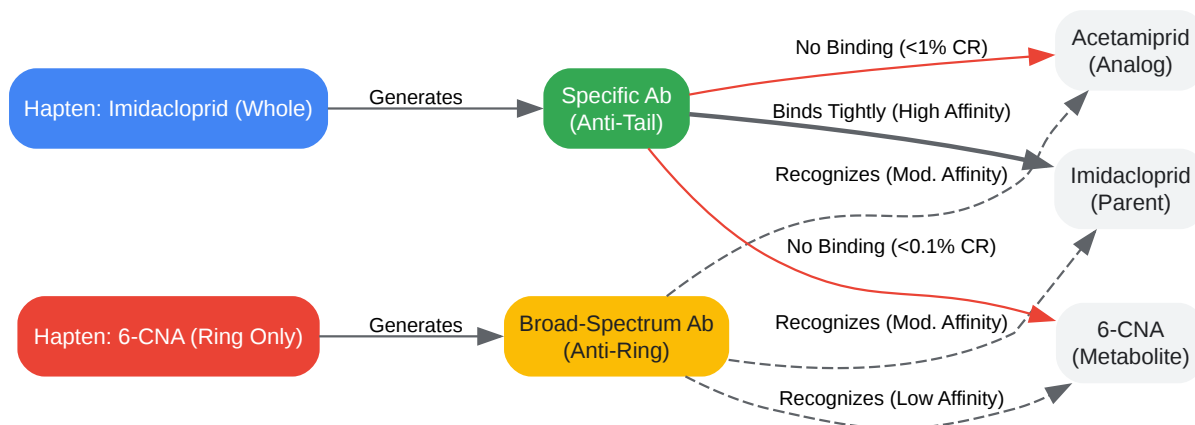 No Binding (<1% CR)
Acetamiprid
(Analog)
Hapten: Imidacloprid (Whole)
Generates
Specific Ab
(Anti-Tail)
Binds Tightly (High Affinity)
Recognizes (Mod. Affinity)
Imidacloprid
(Parent)
No Binding (<0.1% CR)
Hapten: 6-CNA (Ring Only)
Generates
Broad-Spectrum Ab
(Anti-Ring)
Recognizes (Mod. Affinity)
6-CNA
(Metabolite)
Recognizes (Low Affinity)